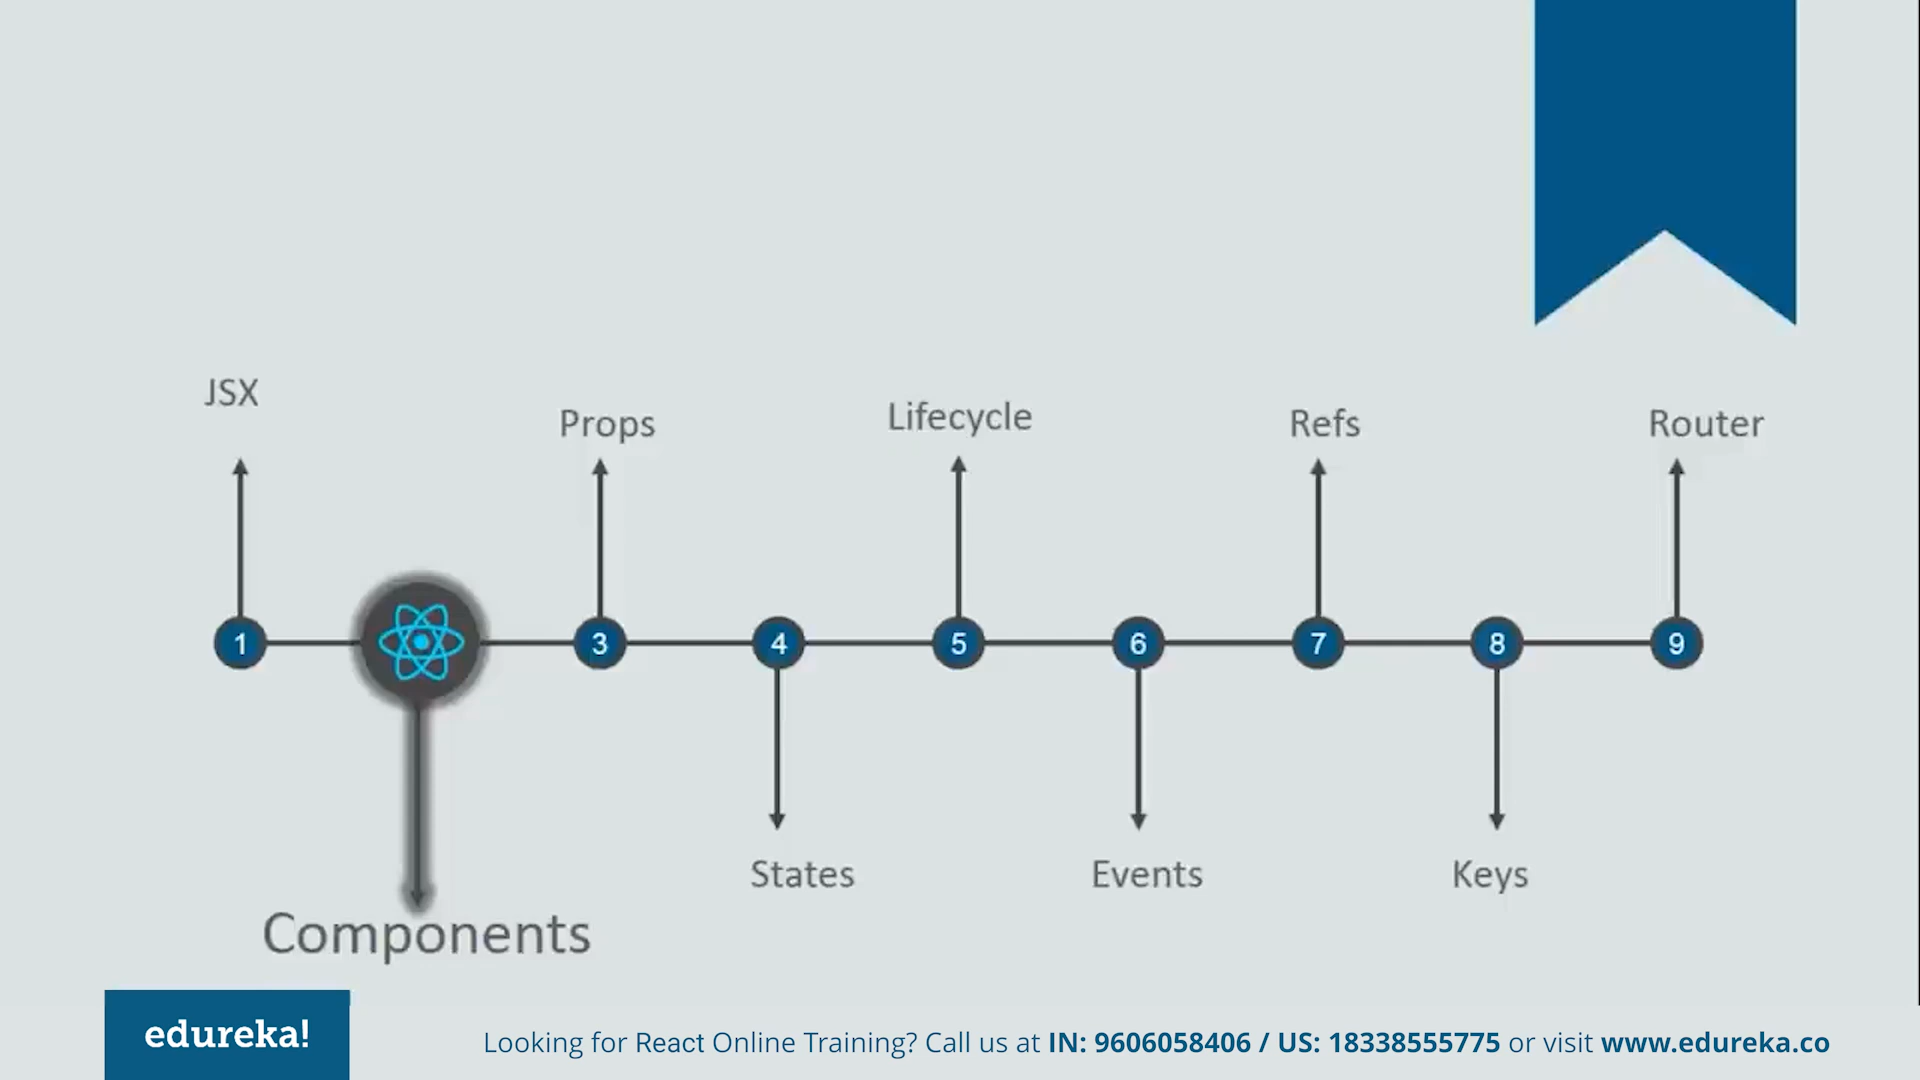 JSX
Props
Lifecycle
Refs
Router
1
3
4
5
6
7
8
9
States
Events
Keys
Components
edureka!
Looking for React Online Training? Call us at IN: 9606058406 / US: 18338555775 or visit www.edureka.co